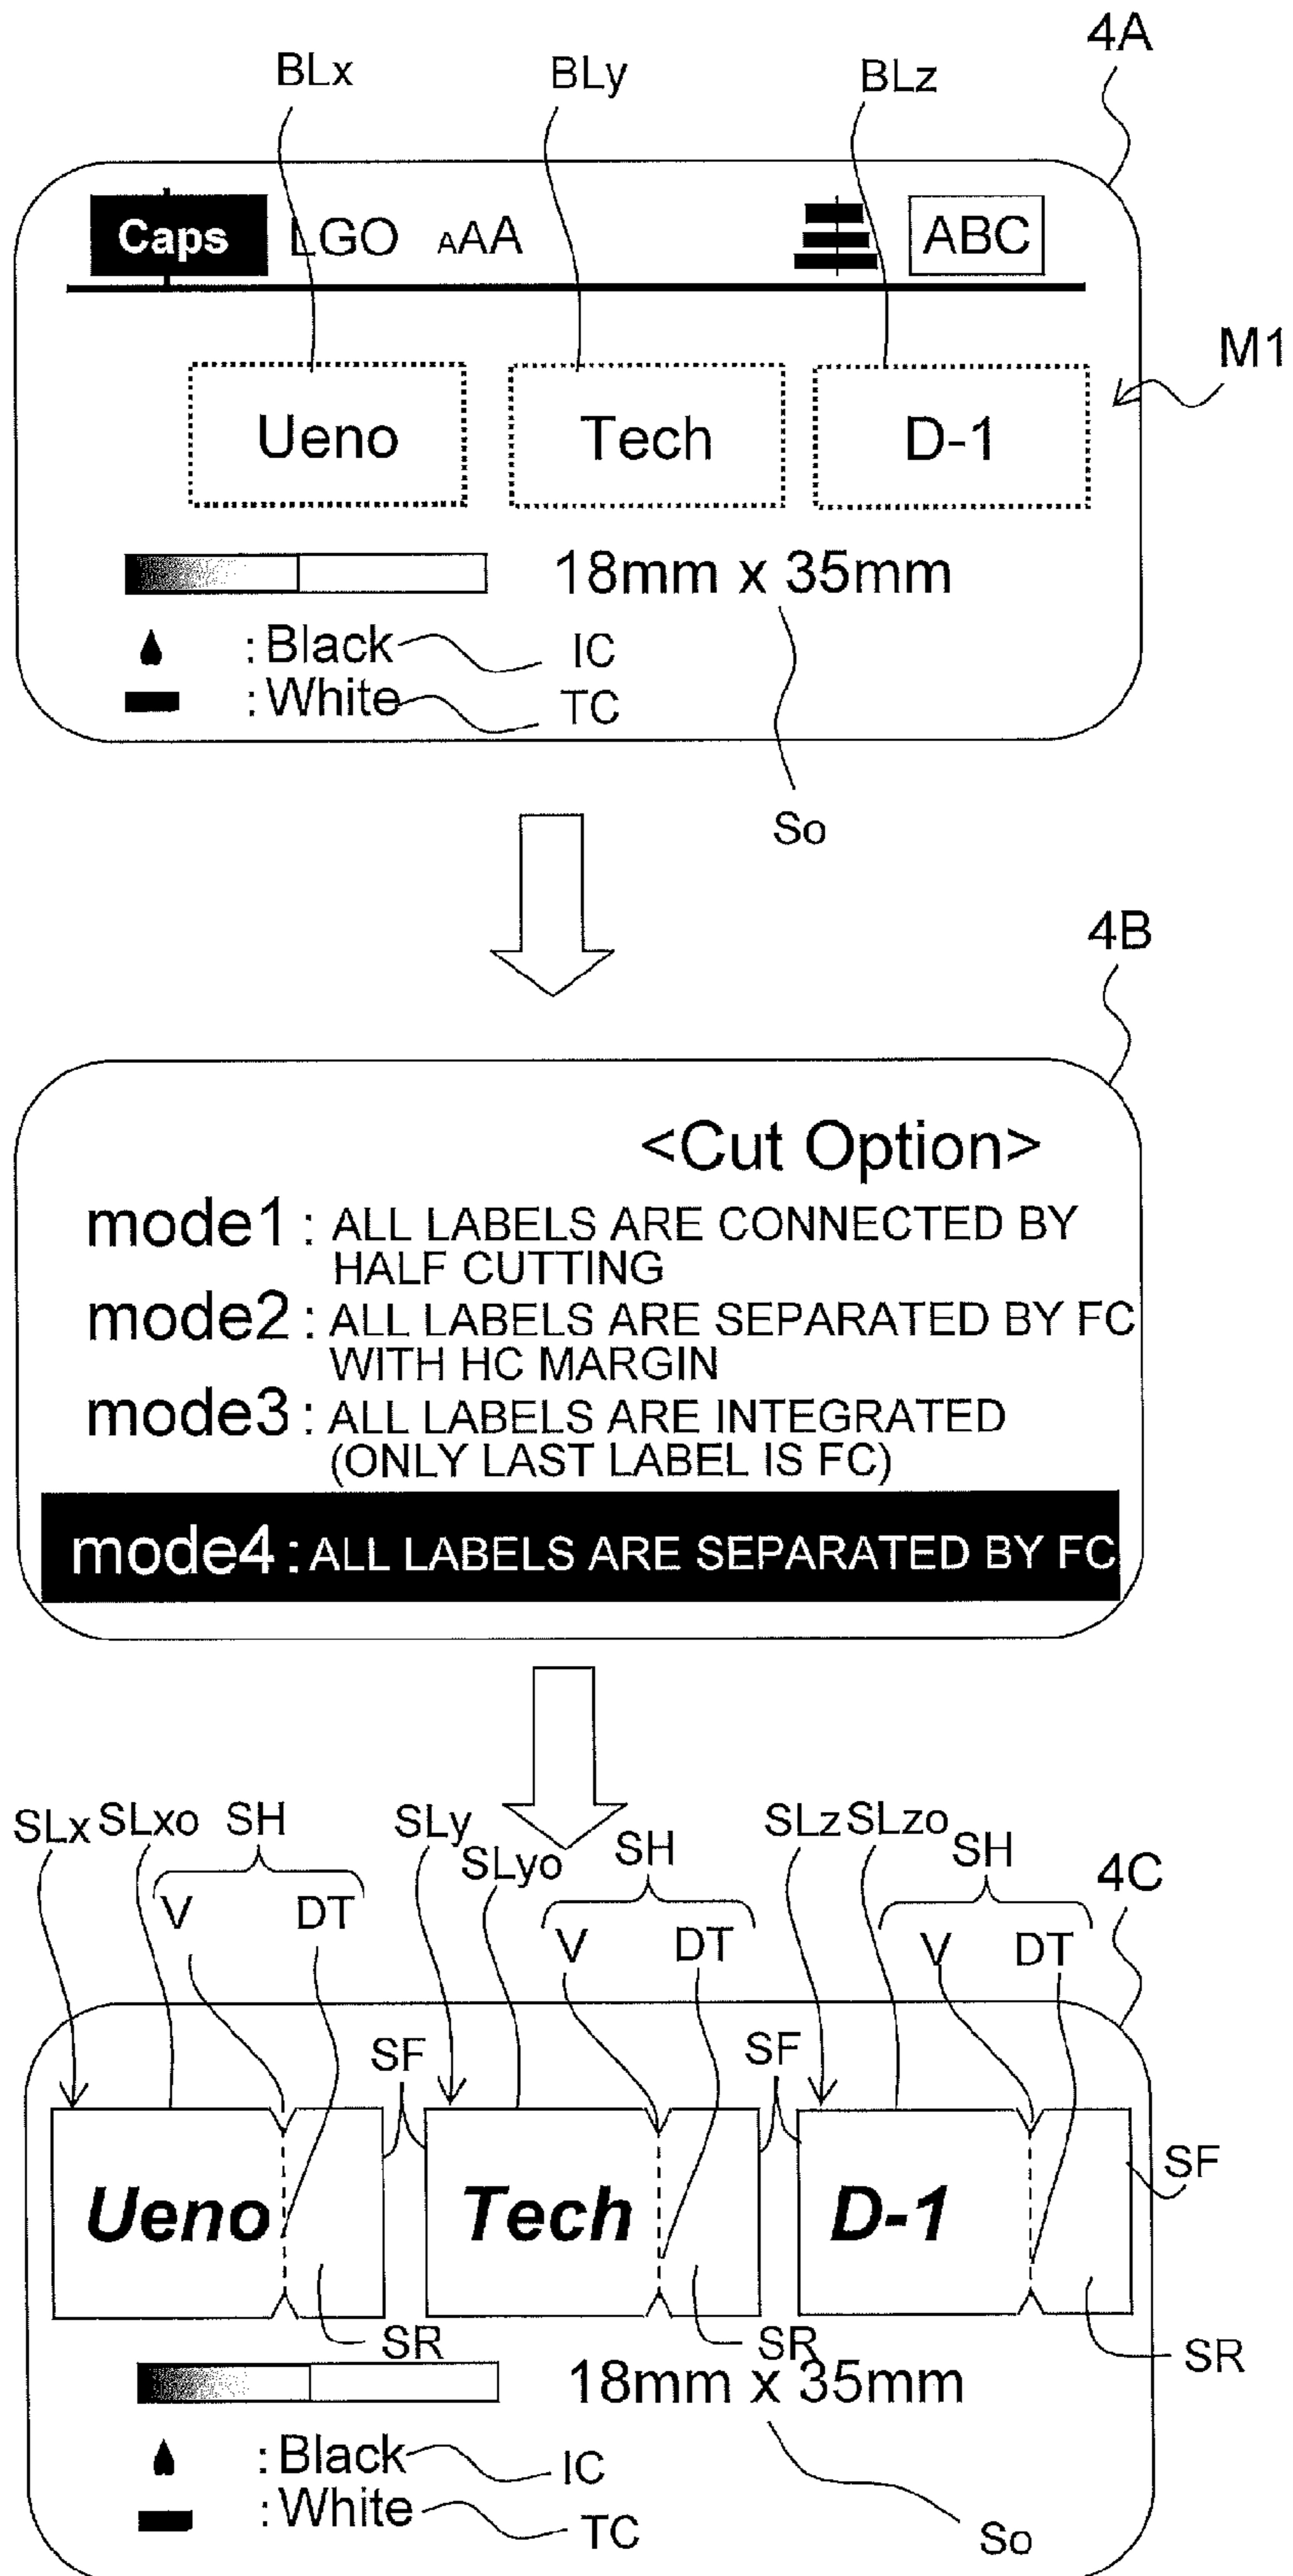 4A
BLx BLy BLz
Caps LGO AAA ABC
M1
Ueno Tech D-1
18mm x 35mm
: Black IC
: White TC
So
4B
<Cut Option>
mode1 : ALL LABELS ARE CONNECTED BY
HALF CUTTING
mode2 : ALL LABELS ARE SEPARATED BY FC
WITH HC MARGIN
mode3 : ALL LABELS ARE INTEGRATED
(ONLY LAST LABEL IS FC)
mode4 : ALL LABELS ARE SEPARATED BY FC
SLx SLxo SH SLy SLyo SH SLz SLzo SH
4C
V DT V DT V DT
SF SF
SF
Ueno Tech D-1
SR SR SR
18mm x 35mm
: Black IC
: White TC
So